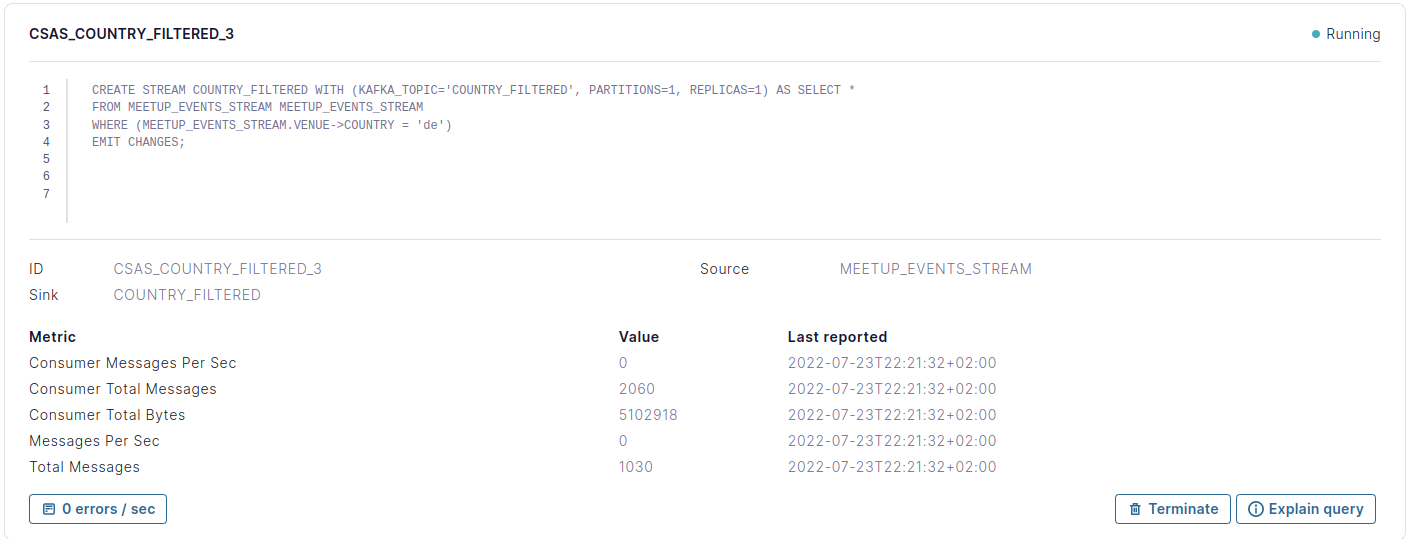 CSAS_COUNTRY_FILTERED_3 Running
1 CREATE STREAM COUNTRY_FILTERED WITH (KAFKA_TOPIC='COUNTRY_FILTERED', PARTITIONS=1, REPLICAS=1) AS SELECT *
2 FROM MEETUP_EVENTS_STREAM MEETUP_EVENTS_STREAM
3 WHERE (MEETUP_EVENTS_STREAM.VENUE->COUNTRY = 'de')
4 EMIT CHANGES;
5
6
7
ID CSAS_COUNTRY_FILTERED_3 Source MEETUP_EVENTS_STREAM
Sink COUNTRY_FILTERED
Metric Value Last reported
Consumer Messages Per Sec 0 2022-07-23T22:21:32+02:00
Consumer Total Messages 2060 2022-07-23T22:21:32+02:00
Consumer Total Bytes 5102918 2022-07-23T22:21:32+02:00
Messages Per Sec 0 2022-07-23T22:21:32+02:00
Total Messages 1030 2022-07-23T22:21:32+02:00
0 errors / sec Terminate Explain query